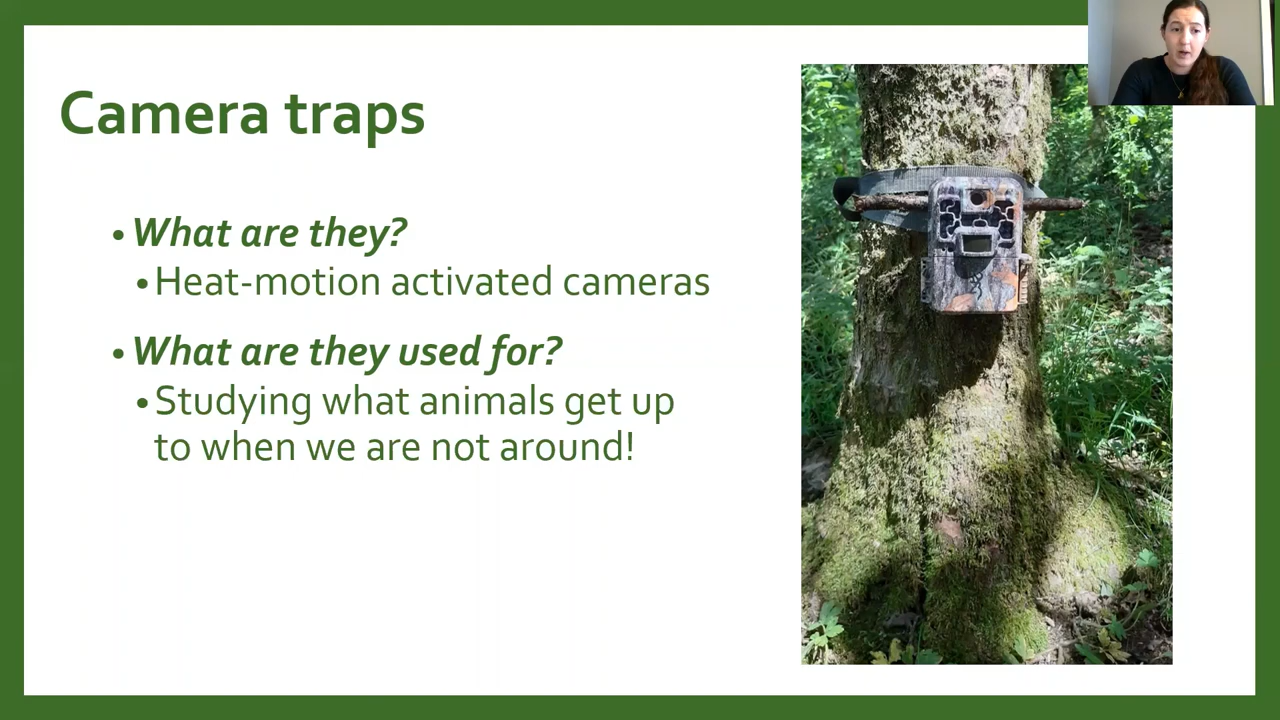 Camera traps
• What are they?
• Heat-motion activated cameras
• What are they used for?
• Studying what animals get up
to when we are not around!